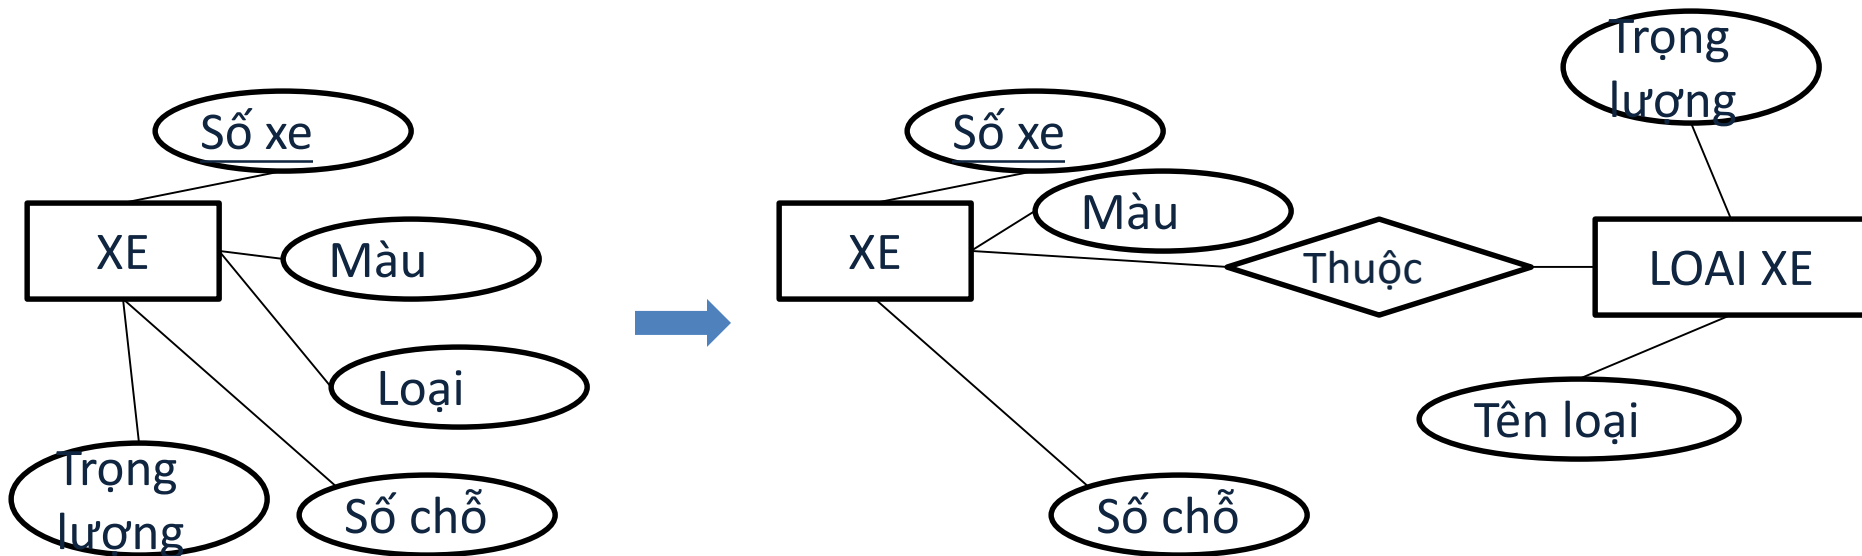 Số xe
XE
Màu
Loại
Trọng
lượng
Số chỗ
Số xe
Màu
XE
Thuộc
Trọng
lượng
LOAI XE
Tên loại
Số chỗ